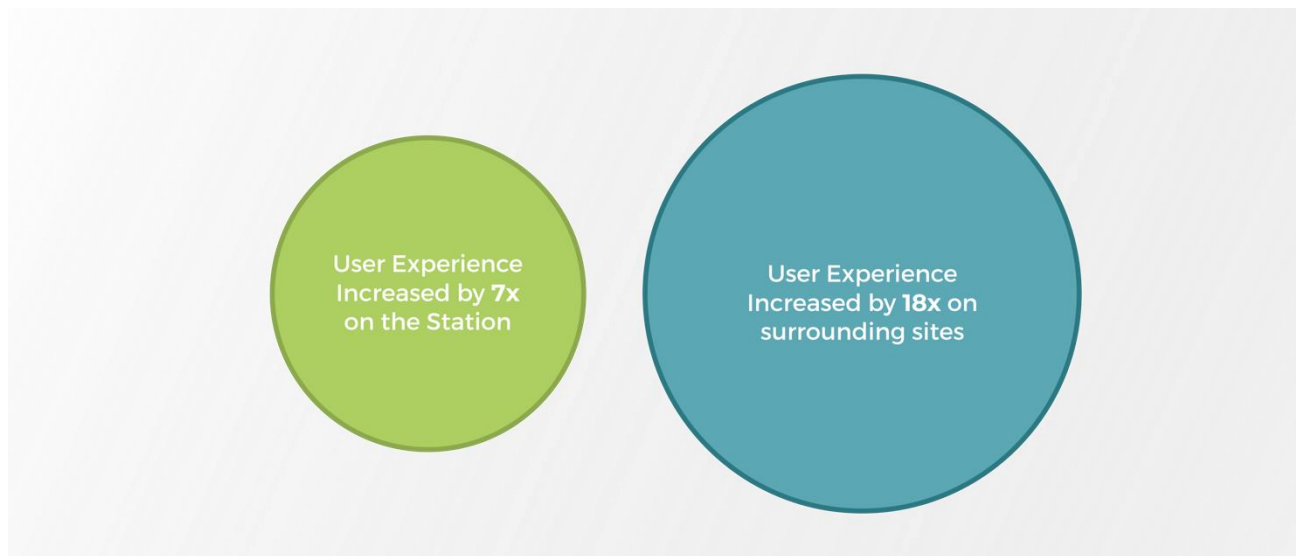 User Experience
Increased by 7x
on the Station
User Experience
Increased by 18x on
surrounding sites